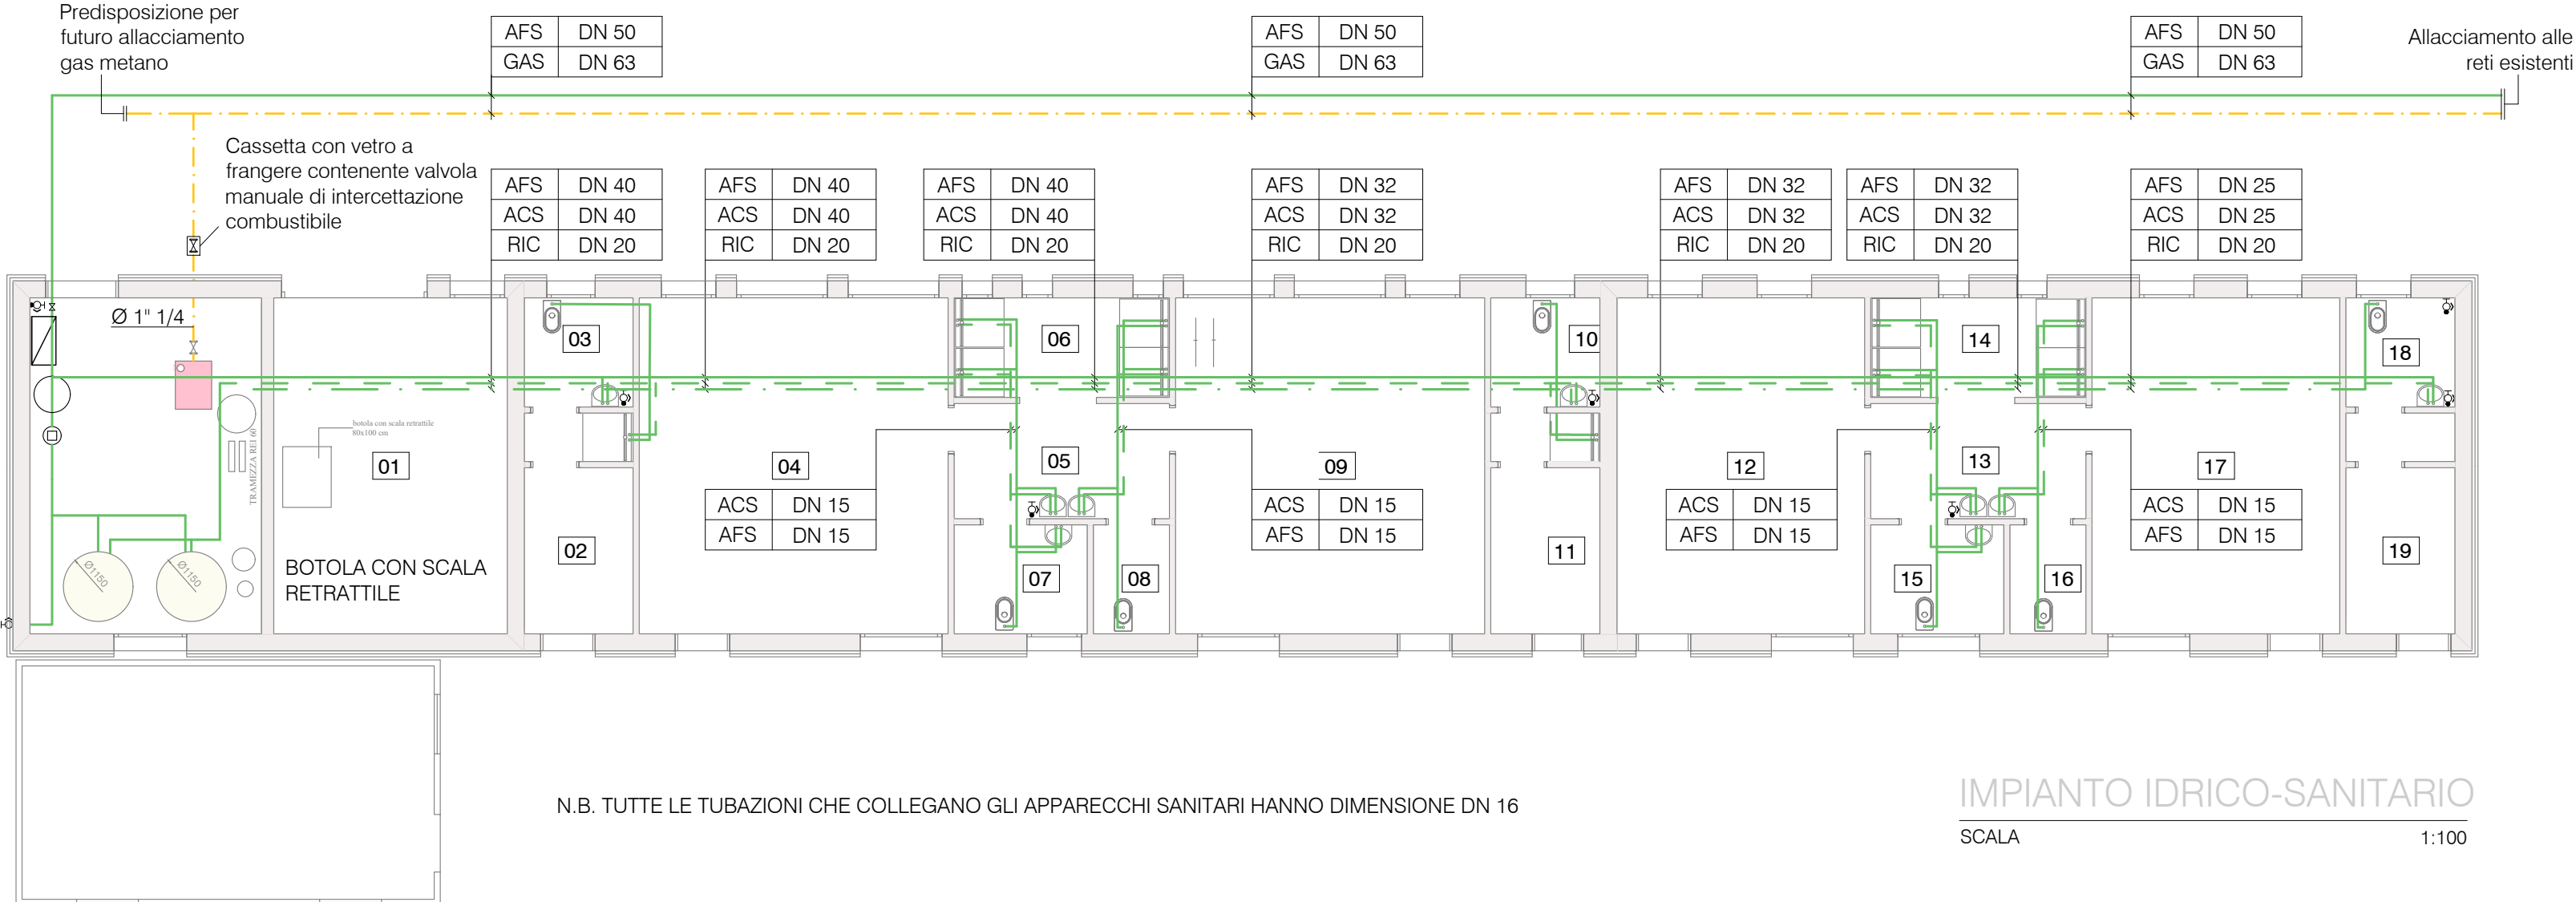 Predisposizione per
futuro allacciamento
gas metano
AFS DN 50
GAS DN 63
AFS DN 50
GAS DN 63
AFS DN 50
GAS DN 63
Allacciamento alle
reti esistenti
Cassetta con vetro a
frangere contenente valvola
manuale di intercettazione
combustibile
AFS DN 40
ACS DN 40
RIC DN 20
AFS DN 40
ACS DN 40
RIC DN 20
AFS DN 40
ACS DN 40
RIC DN 20
AFS DN 32
ACS DN 32
RIC DN 20
AFS DN 32
ACS DN 32
RIC DN 20
AFS DN 32
ACS DN 32
RIC DN 20
AFS DN 25
ACS DN 25
RIC DN 20
Ø 1" 1/4
03
06
10
14
18
botola con scala retrattile
80x100 cm
TRAMEZZA REI 60
01
04
05
09
12
13
17
ACS DN 15
AFS DN 15
ACS DN 15
AFS DN 15
ACS DN 15
AFS DN 15
ACS DN 15
AFS DN 15
02
11
19
Ø1150
Ø1150
BOTOLA CON SCALA
RETRATTILE
07
08
15
16
N.B. TUTTE LE TUBAZIONI CHE COLLEGANO GLI APPARECCHI SANITARI HANNO DIMENSIONE DN 16
IMPIANTO IDRICO-SANITARIO
SCALA 1:100